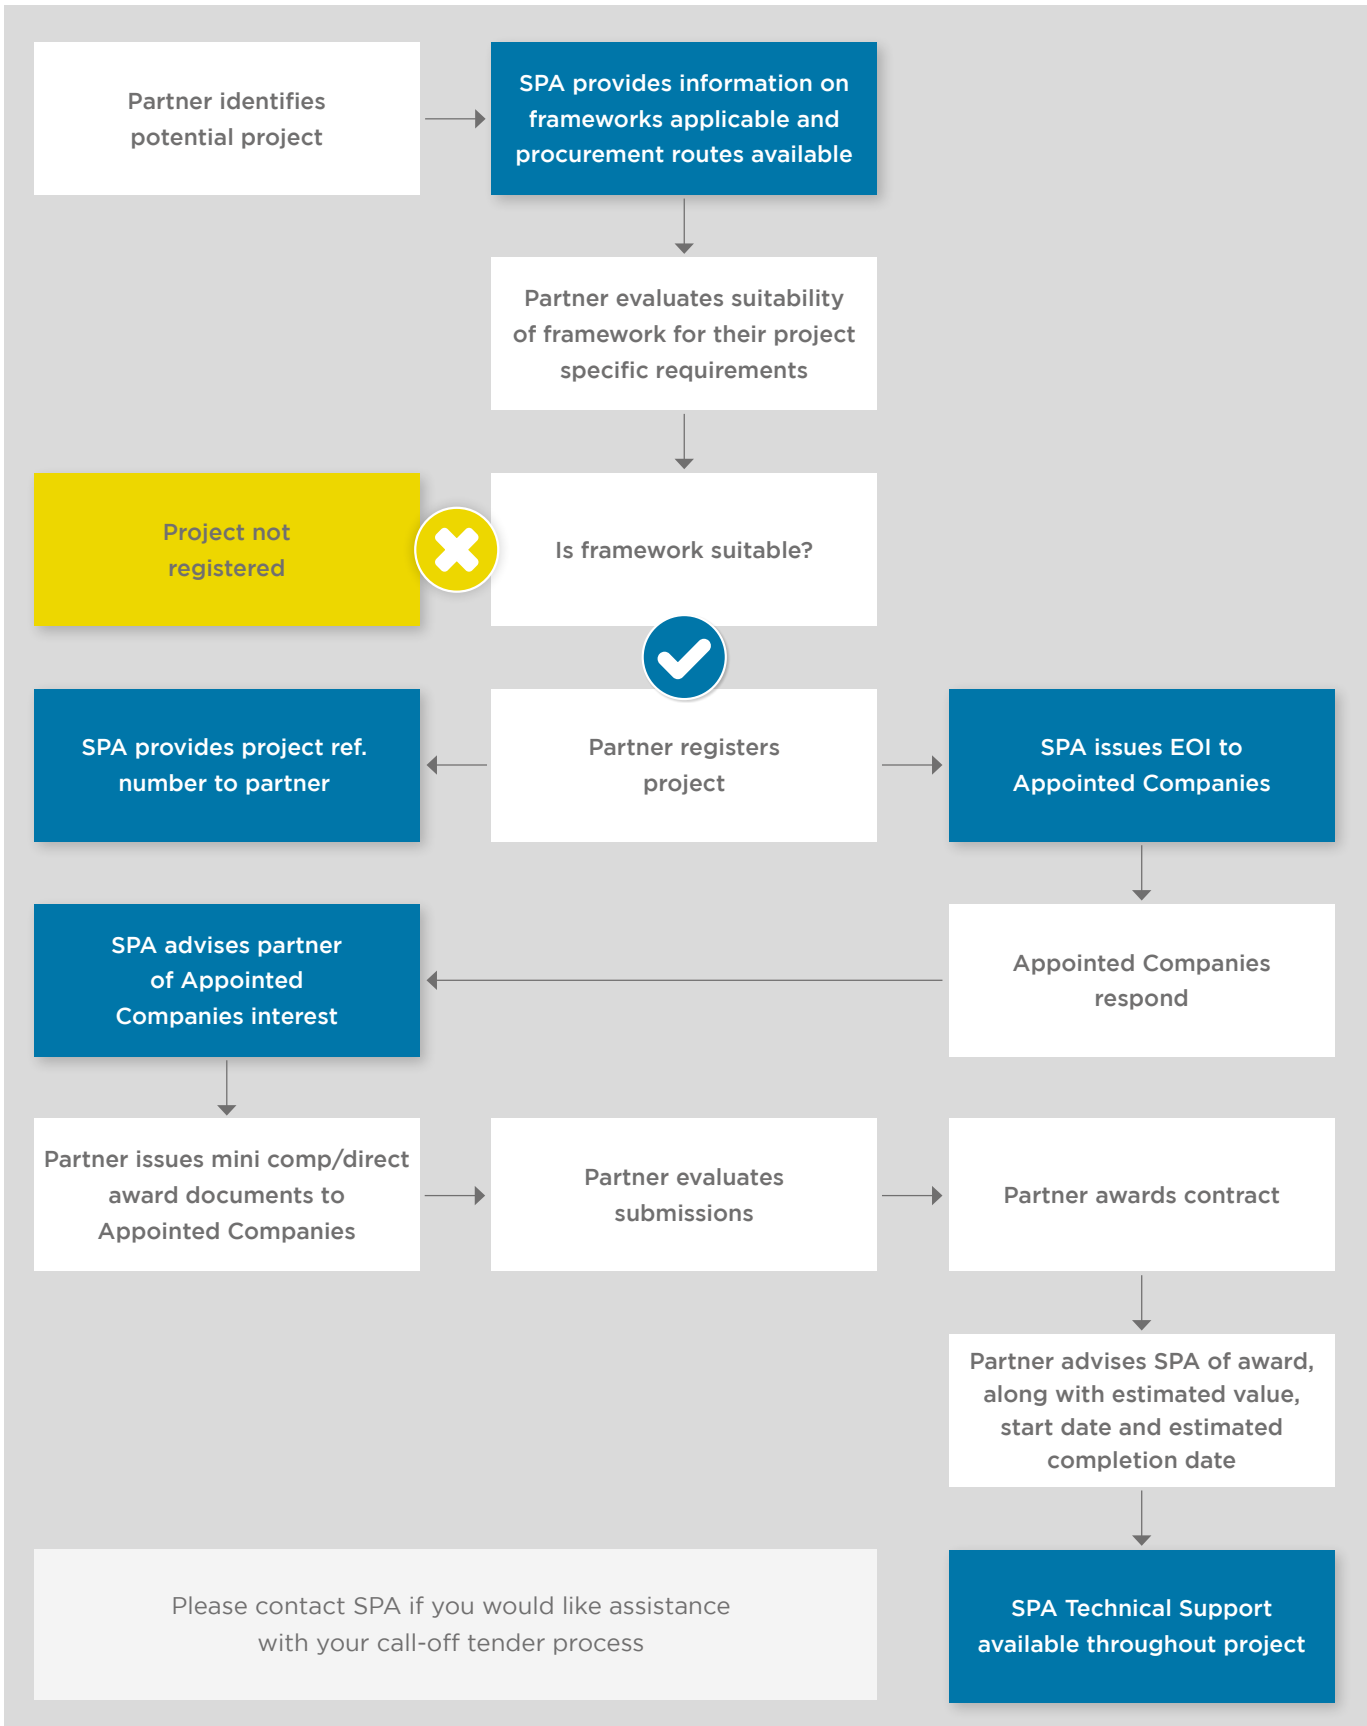 Partner identifies
potential project
SPA provides information on
frameworks applicable and
procurement routes available
Partner evaluates suitability
of framework for their project
specific requirements
Project not
registered
Is framework suitable?
SPA provides project ref.
number to partner
Partner registers
project
SPA issues EOI to
Appointed Companies
SPA advises partner
of Appointed
Companies interest
Appointed Companies
respond
Partner issues mini comp/direct
award documents to
Appointed Companies
Partner evaluates
submissions
Partner awards contract
Partner advises SPA of award,
along with estimated value,
start date and estimated
completion date
Please contact SPA if you would like assistance
with your call-off tender process
SPA Technical Support
available throughout project